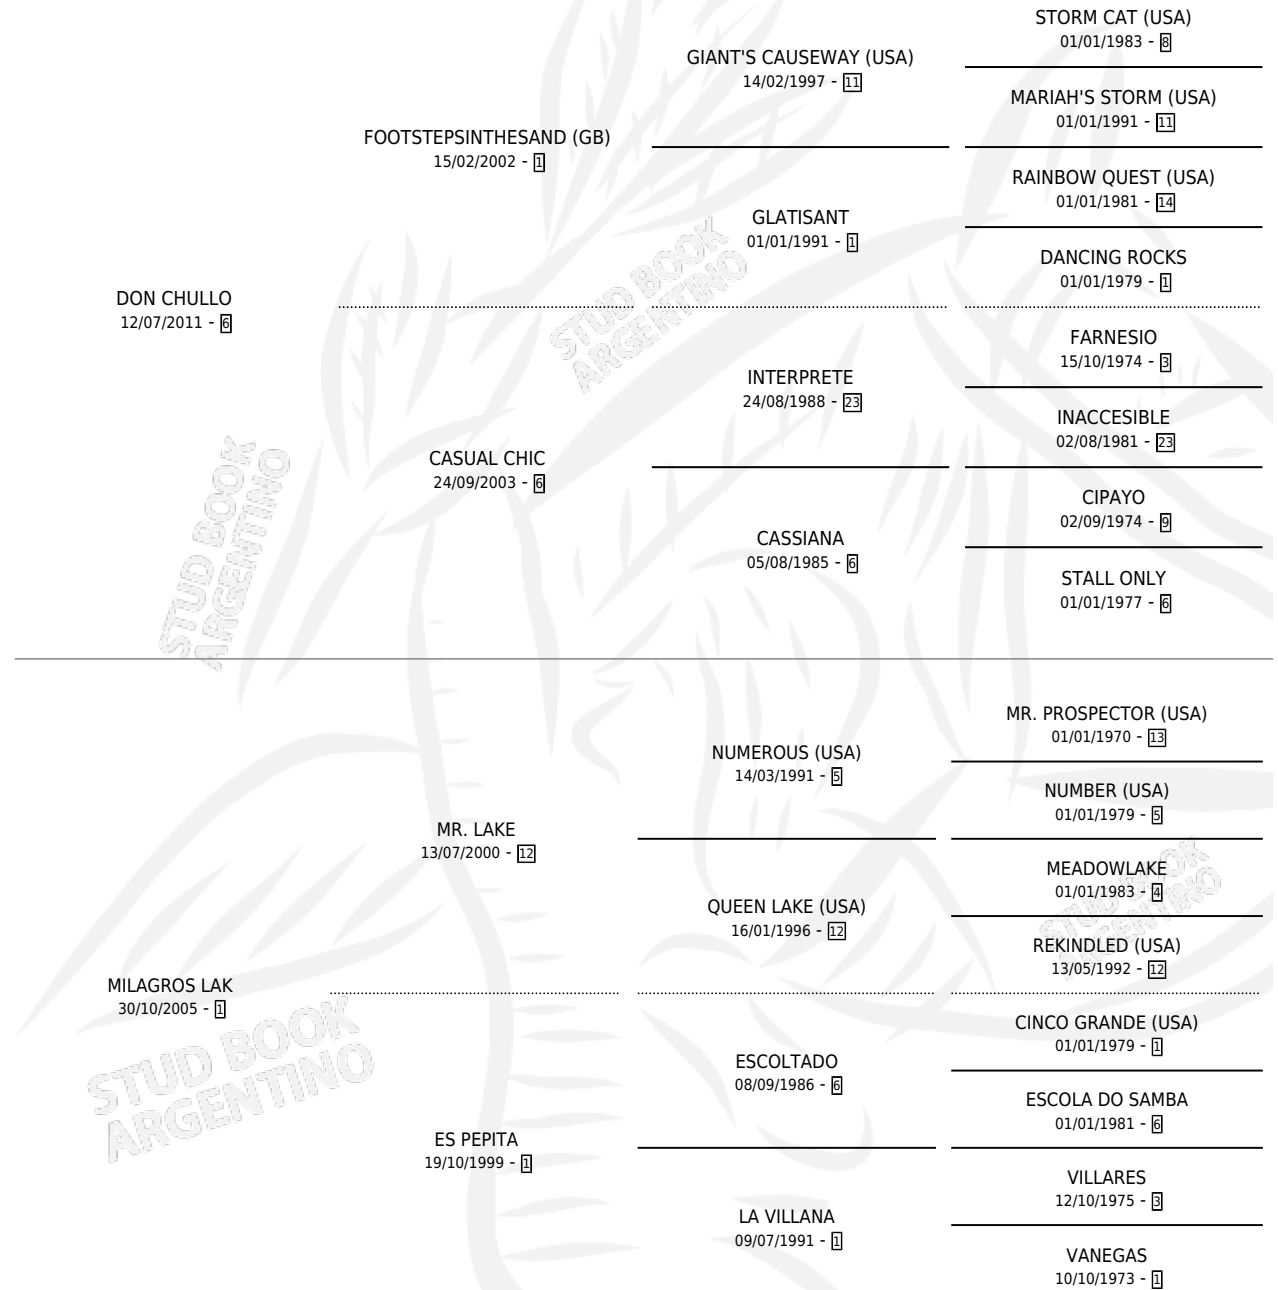 STORM CAT (USA)
01/01/1983 - 8
GIANT'S CAUSEWAY (USA)
14/02/1997 - 11
MARIAH'S STORM (USA)
01/01/1991 - 11
FOOTSTEPSINTHESAND (GB)
15/02/2002 - 1
RAINBOW QUEST (USA)
01/01/1981 - 14
GLATISANT
01/01/1991 - 1
DANCING ROCKS
01/01/1979 - 1
DON CHULLO
12/07/2011 - 6
FARNESIO
15/10/1974 - 3
INTERPRETE
24/08/1988 - 23
INACCESIBLE
02/08/1981 - 23
CASUAL CHIC
24/09/2003 - 6
CIPAYO
02/09/1974 - 9
CASSIANA
05/08/1985 - 6
STALL ONLY
01/01/1977 - 6
MR. PROSPECTOR (USA)
01/01/1970 - 13
NUMEROUS (USA)
14/03/1991 - 5
NUMBER (USA)
01/01/1979 - 5
MR. LAKE
13/07/2000 - 12
MEADOWLAKE
01/01/1983 - 4
QUEEN LAKE (USA)
16/01/1996 - 12
REKINDLED (USA)
13/05/1992 - 12
MILAGROS LAK
30/10/2005 - 1
CINCO GRANDE (USA)
01/01/1979 - 1
ESCOLTADO
08/09/1986 - 6
ESCOLA DO SAMBA
01/01/1981 - 6
ES PEPITA
19/10/1999 - 1
VILLARES
12/10/1975 - 3
LA VILLANA
09/07/1991 - 1
VANEGAS
10/10/1973 - 1
STUD BOOK
ARGENTINO
STUD BOOK
ARGENTINO
STUD BOOK
ARGENTINO
STUD BOOK
ARGENTINO